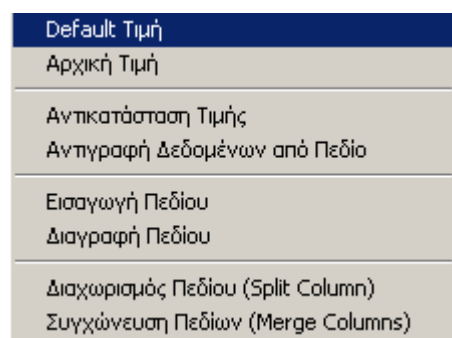 Default Τιμή
Αρχική Τιμή
Αντικατάσταση Τιμής
Αντιγραφή Δεδομένων από Πεδίο
Εισαγωγή Πεδίου
Διαγραφή Πεδίου
Διαχωρισμός Πεδίου (Split Column)
Συγχώνευση Πεδίων (Merge Columns)